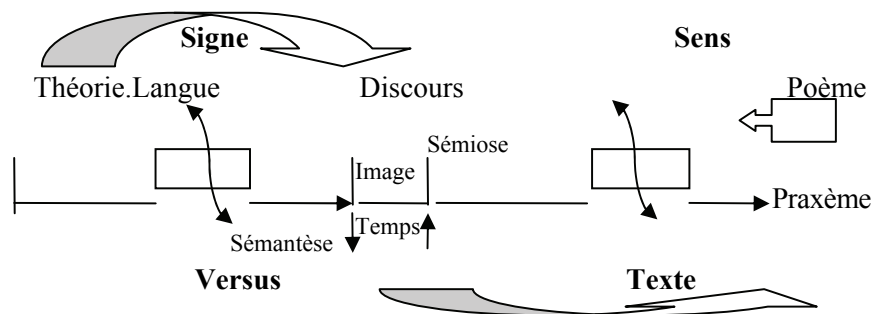 Signe Sens
Théorie.Langue Discours Poème
Sémiose
Image
Praxème
Temps
Sémantèse
Versus Texte